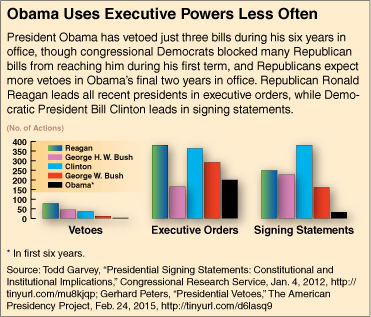 Obama Uses Executive Powers Less Often
President Obama has vetoed just three bills during his six years in
office, though congressional Democrats blocked many Republican
bills from reaching him during his first term, and Republicans expect
more vetoes in Obama's final two years in office. Republican Ronald
Reagan leads all recent presidents in executive orders, while Demo-
cratic President Bill Clinton leads in signing statements.
(No. of Actions)
400
350
300
250
200
150
100
50
0
Reagan
George H. W. Bush
Clinton
George W. Bush
Obama*
Vetoes
Executive Orders
Signing Statements
* In first six years.
Source: Todd Garvey, "Presidential Signing Statements: Constitutional and
Institutional Implications," Congressional Research Service, Jan. 4, 2012, http://
tinyurl.com/mu8kjqp; Gerhard Peters, "Presidential Vetoes," The American
Presidency Project, Feb. 24, 2015, http://tinyurl.com/d6lasq9